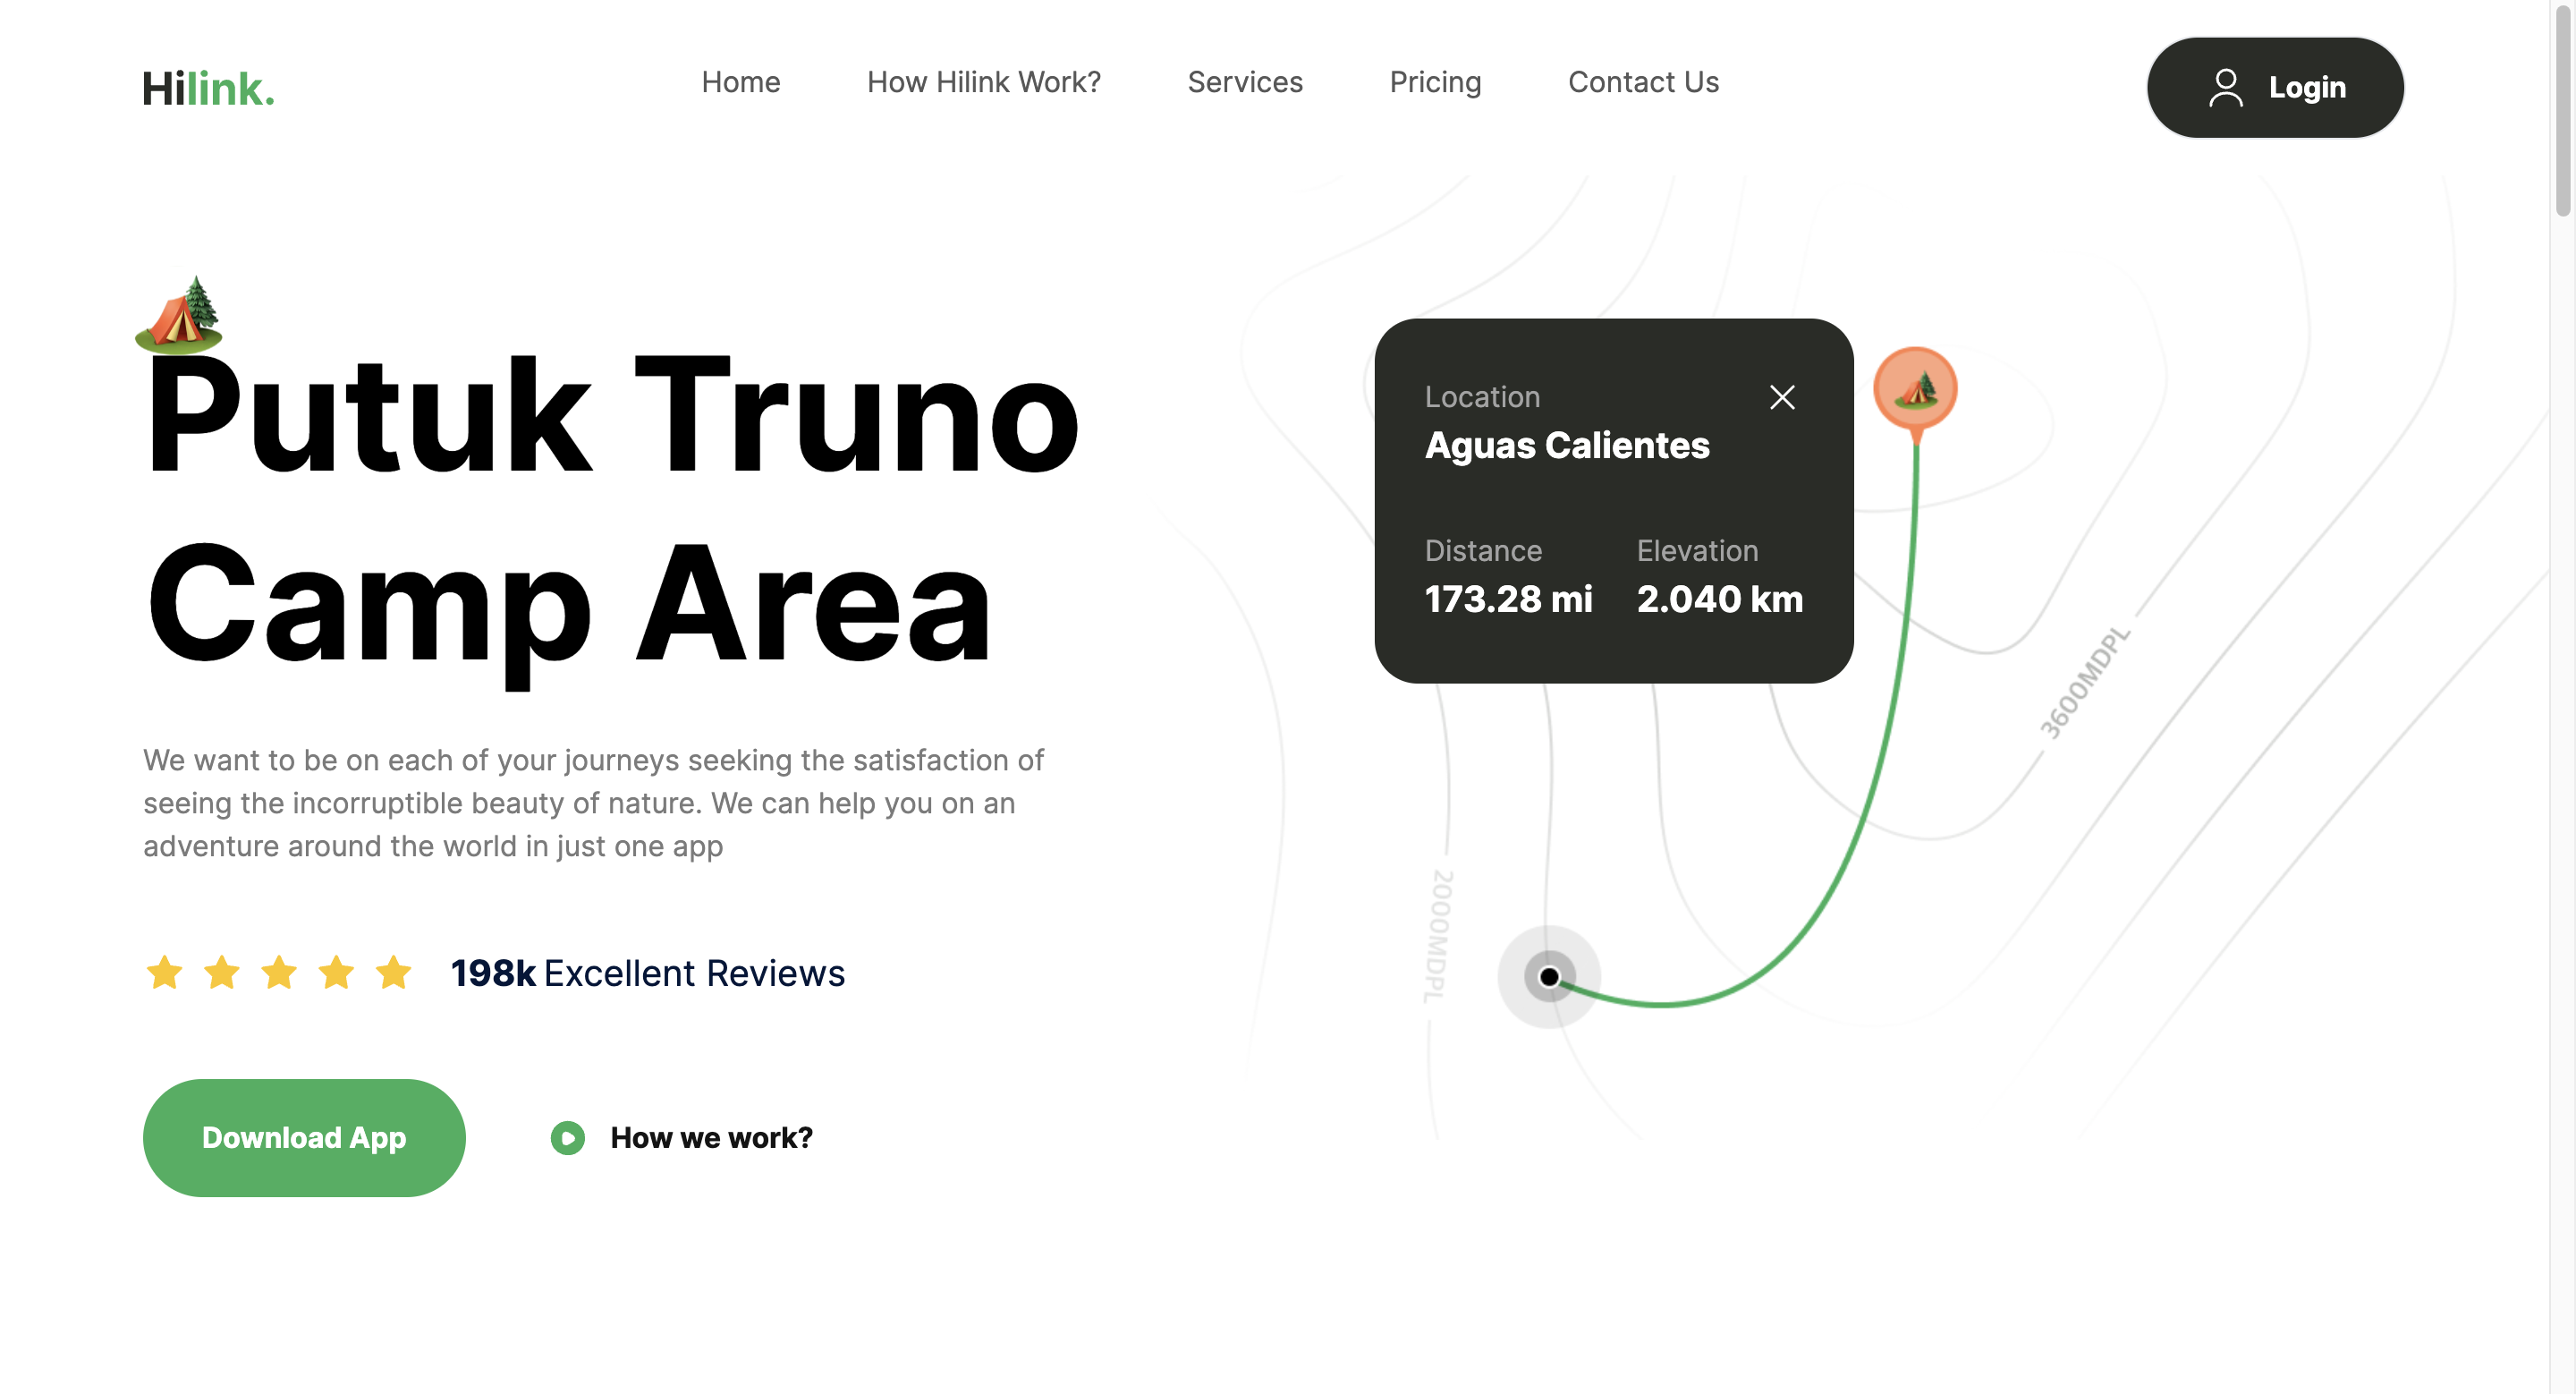 Hilink.
Home
How Hilink Work?
Services
Pricing
Contact Us
Login
Putuk Truno
Camp Area
We want to be on each of your journeys seeking the satisfaction of
seeing the incorruptible beauty of nature. We can help you on an
adventure around the world in just one app
198k Excellent Reviews
Download App
How we work?
Location
Aguas Calientes
Distance
Elevation
173.28 mi
2.040 km
3600MDPL
2000MDPL